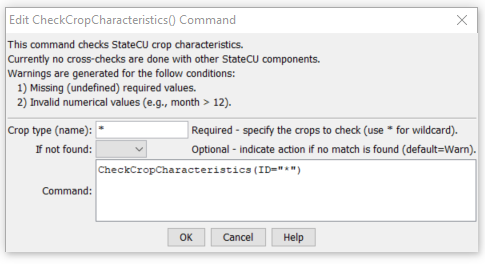 Edit CheckCropCharacteristics() Command
This command checks StateCU crop characteristics.
Currently no cross-checks are done with other StateCU components.
Warnings are generated for the follow conditions:
1) Missing (undefined) required values.
2) Invalid numerical values (e.g., month > 12).
Crop type (name): * Required - specify the crops to check (use * for wildcard).
If not found: Optional - indicate action if no match is found (default=Warn).
Command: CheckCropCharacteristics(ID="*")
OK Cancel Help